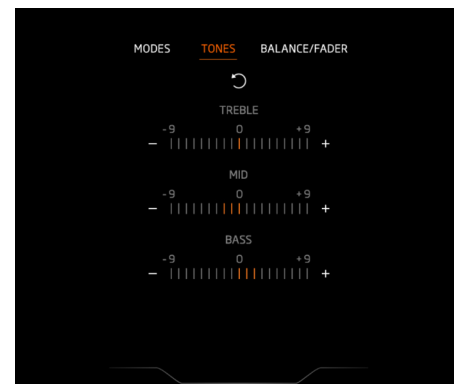 MODES TONES BALANCE/FADER
TREBLE
-9 0 +9
– +
MID
-9 0 +9
– +
BASS
-9 0 +9
– +